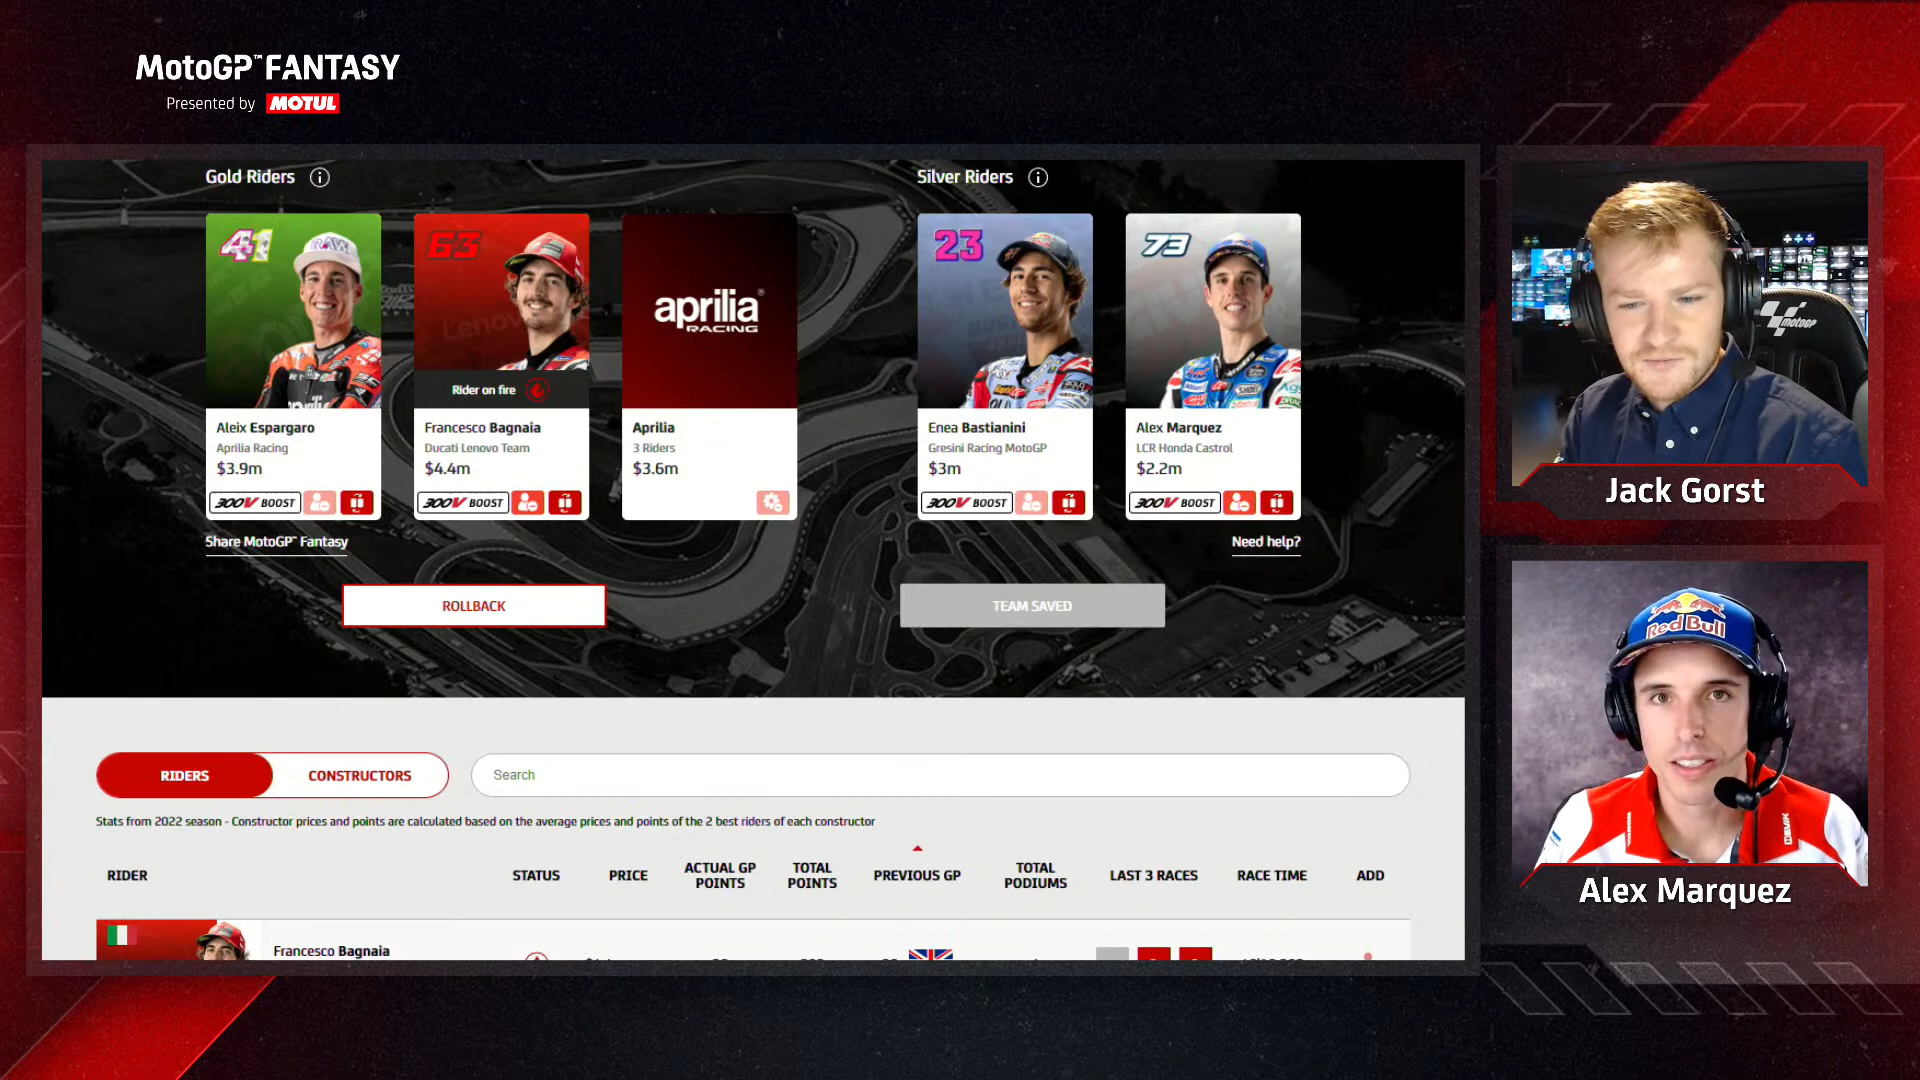 MotoGP™ FANTASY
Presented by MOTUL
Gold Riders
Silver Riders
41
RAW
Aleix Espargaro
Aprilia Racing
$3.9m
300V BOOST
63
Rider on fire
Francesco Bagnaia
Ducati Lenovo Team
$4.4m
300V BOOST
aprilia®
RACING
Aprilia
3 Riders
$3.6m
23
Enea Bastianini
Gresini Racing MotoGP
$3m
300V BOOST
73
Alex Marquez
LCR Honda Castrol
$2.2m
300V BOOST
Share MotoGP™ Fantasy
Need help?
ROLLBACK
TEAM SAVED
RIDERS
CONSTRUCTORS
Search
Stats from 2022 season - Constructor prices and points are calculated based on the average prices and points of the 2 best riders of each constructor
RIDER
STATUS
PRICE
ACTUAL GP
POINTS
TOTAL
POINTS
PREVIOUS GP
TOTAL
PODIUMS
LAST 3 RACES
RACE TIME
ADD
Francesco Bagnaia
MotoGP
Jack Gorst
Red Bull
Alex Marquez